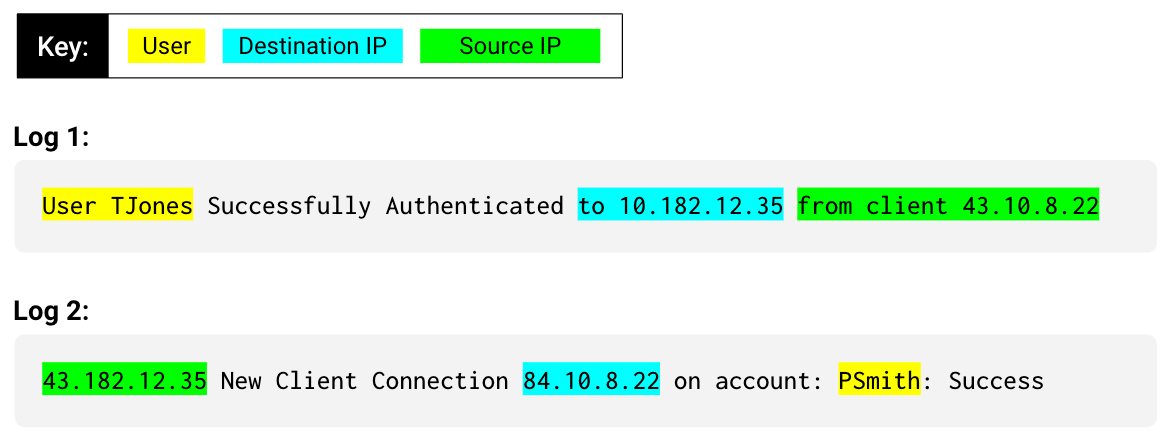 Key: User Destination IP Source IP
Log 1:
User TJones Successfully Authenticated to 10.182.12.35 from client 43.10.8.22
Log 2:
43.182.12.35 New Client Connection 84.10.8.22 on account: PSmith: Success